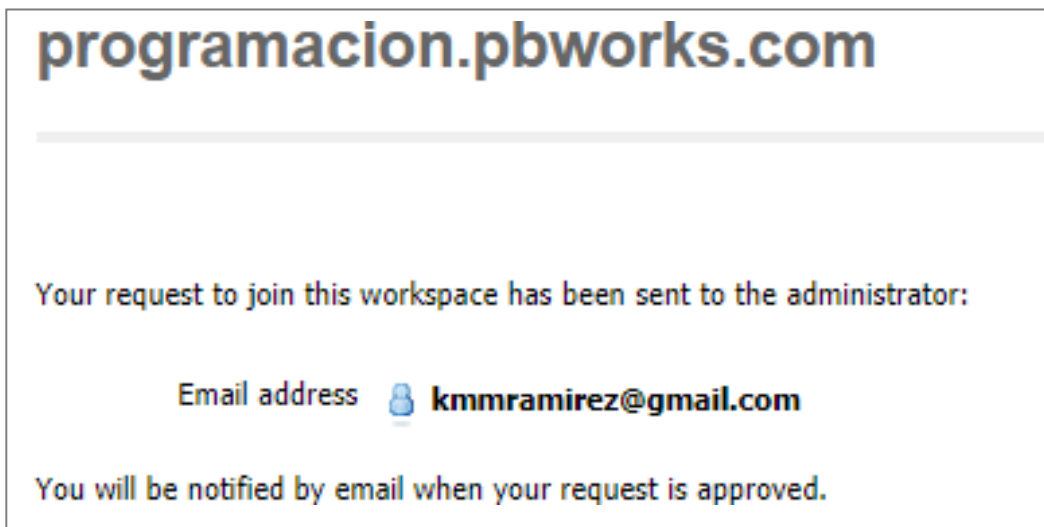 programacion.pbworks.com
Your request to join this workspace has been sent to the administrator:
Email address kmmramirez@gmail.com
You will be notified by email when your request is approved.